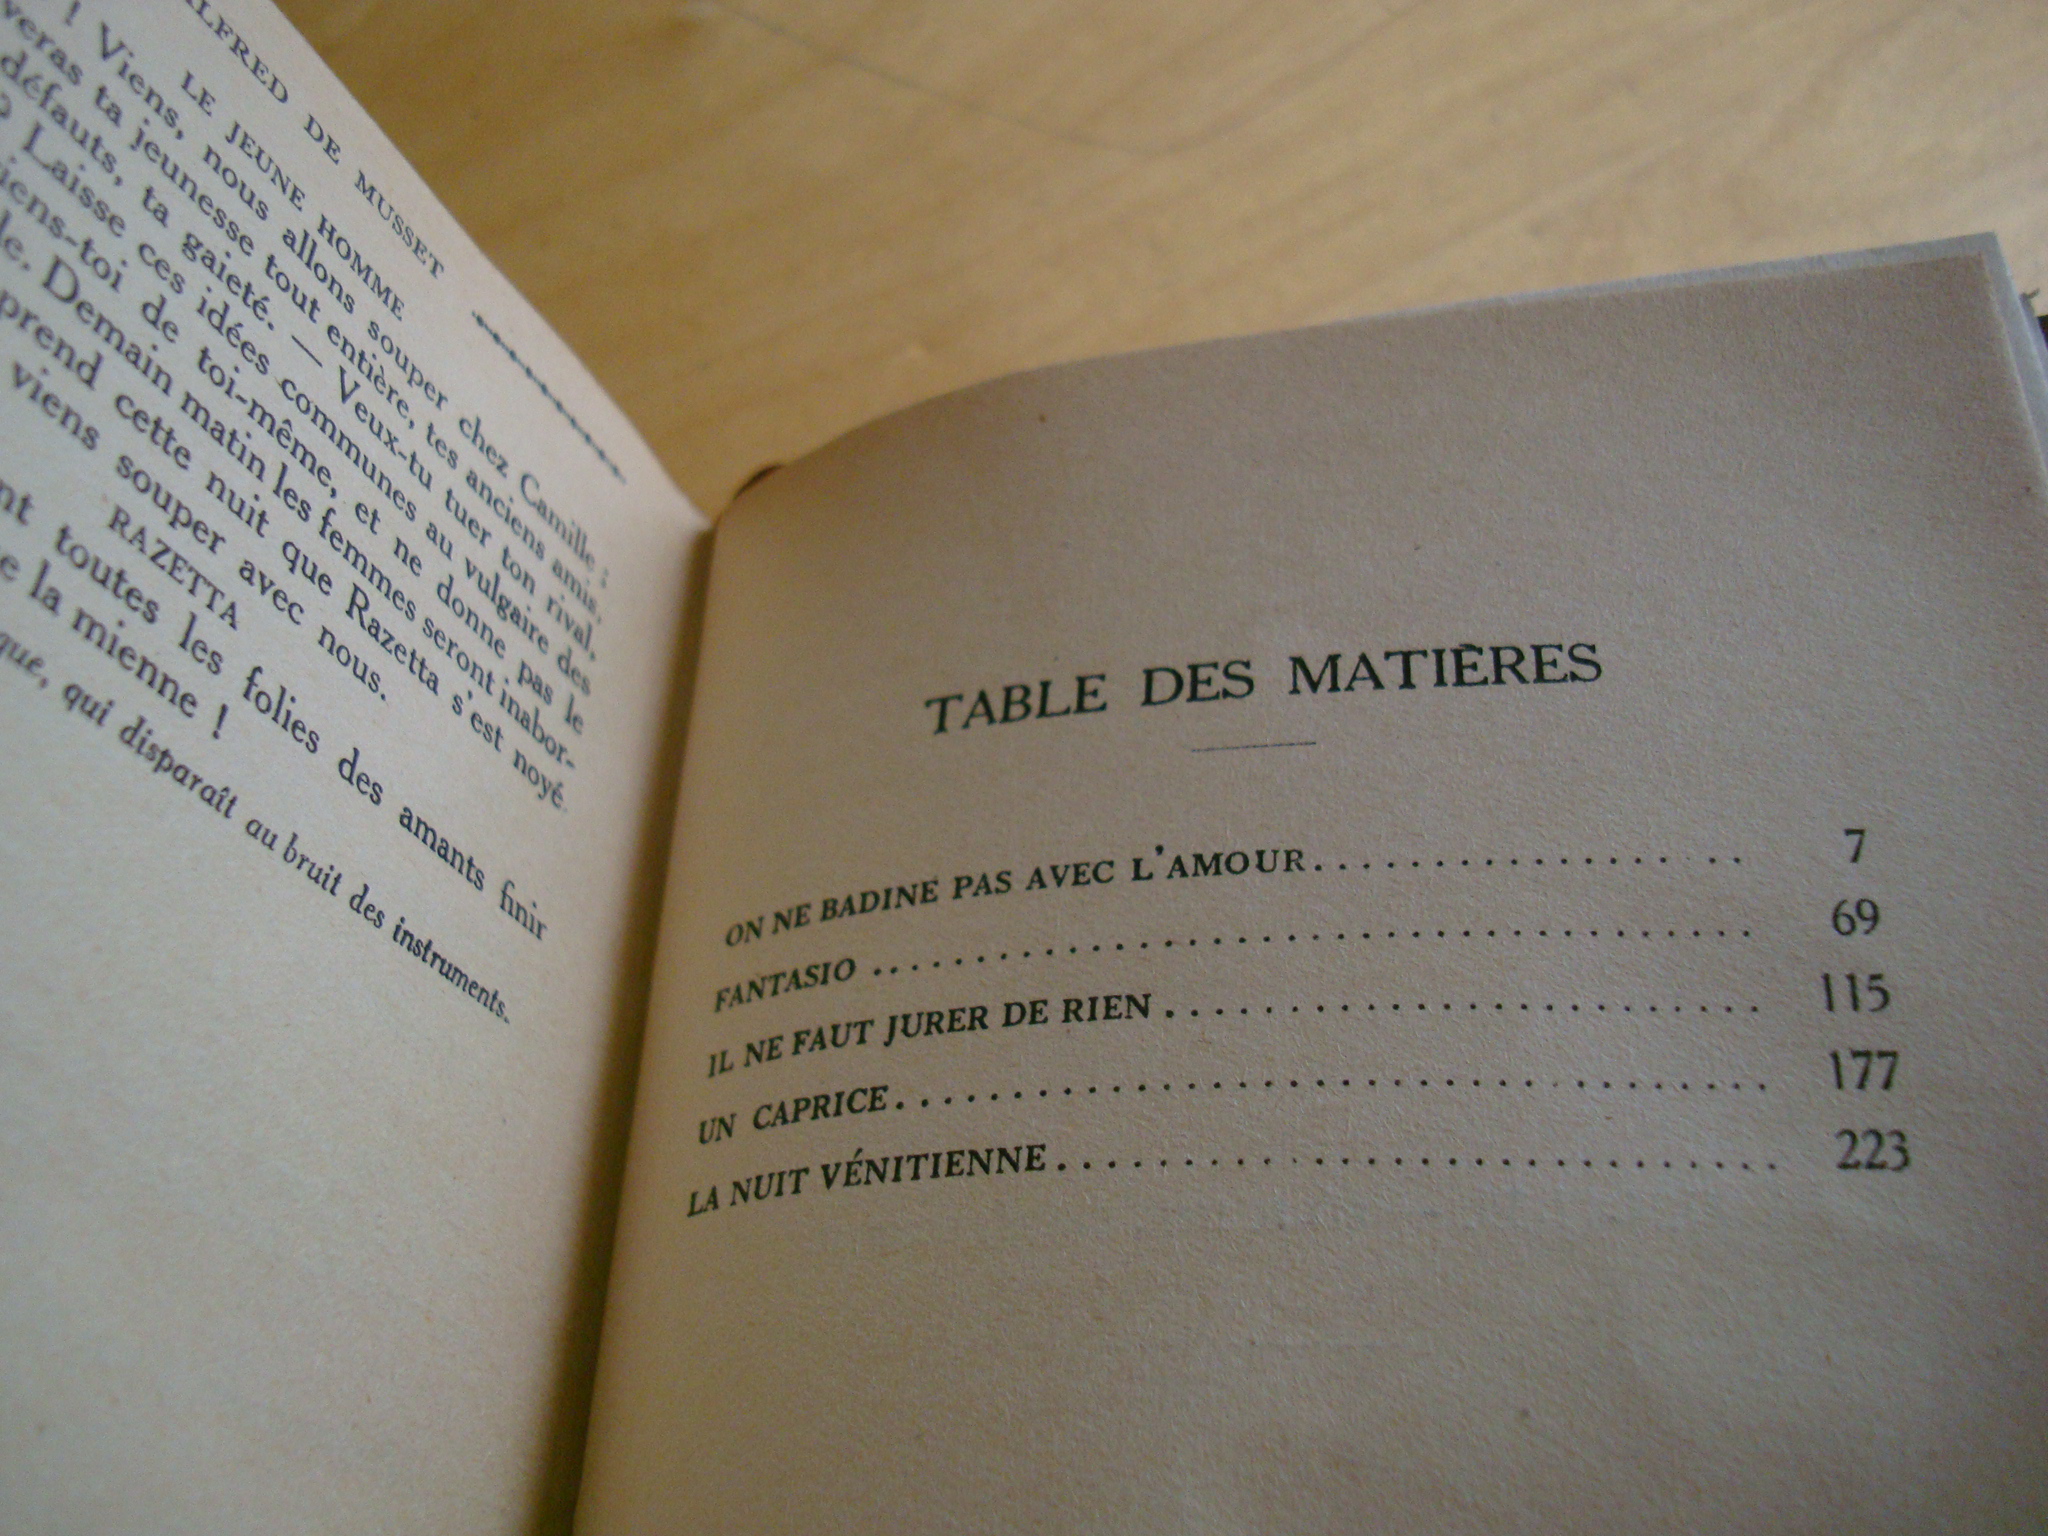 ALFRED DE MUSSET
LE JEUNE HOMME
! Viens, nous allons souper chez Camille ;
veras ta jeunesse tout entière, tes anciens amis,
défauts, ta gaieté. — Veux-tu tuer ton rival,
? Laisse ces idées communes au vulgaire des
iens-toi de toi-même, et ne donne pas le
le. Demain matin les femmes seront inabor-
prend cette nuit que Razetta s'est noyé.
viens souper avec nous.
RAZETTA
nt toutes les folies des amants finir
e la mienne !
que, qui disparaît au bruit des instruments.
TABLE DES MATIÈRES
ON NE BADINE PAS AVEC L'AMOUR. . . . . . . . . . . . . . . . . 7
FANTASIO . . . . . . . . . . . . . . . . . . . . . . . . . . . . . . . . . . 69
IL NE FAUT JURER DE RIEN . . . . . . . . . . . . . . . . . . . . . . . 115
UN CAPRICE . . . . . . . . . . . . . . . . . . . . . . . . . . . . . . . . . 177
LA NUIT VÉNITIENNE . . . . . . . . . . . . . . . . . . . . . . . . . . . 223